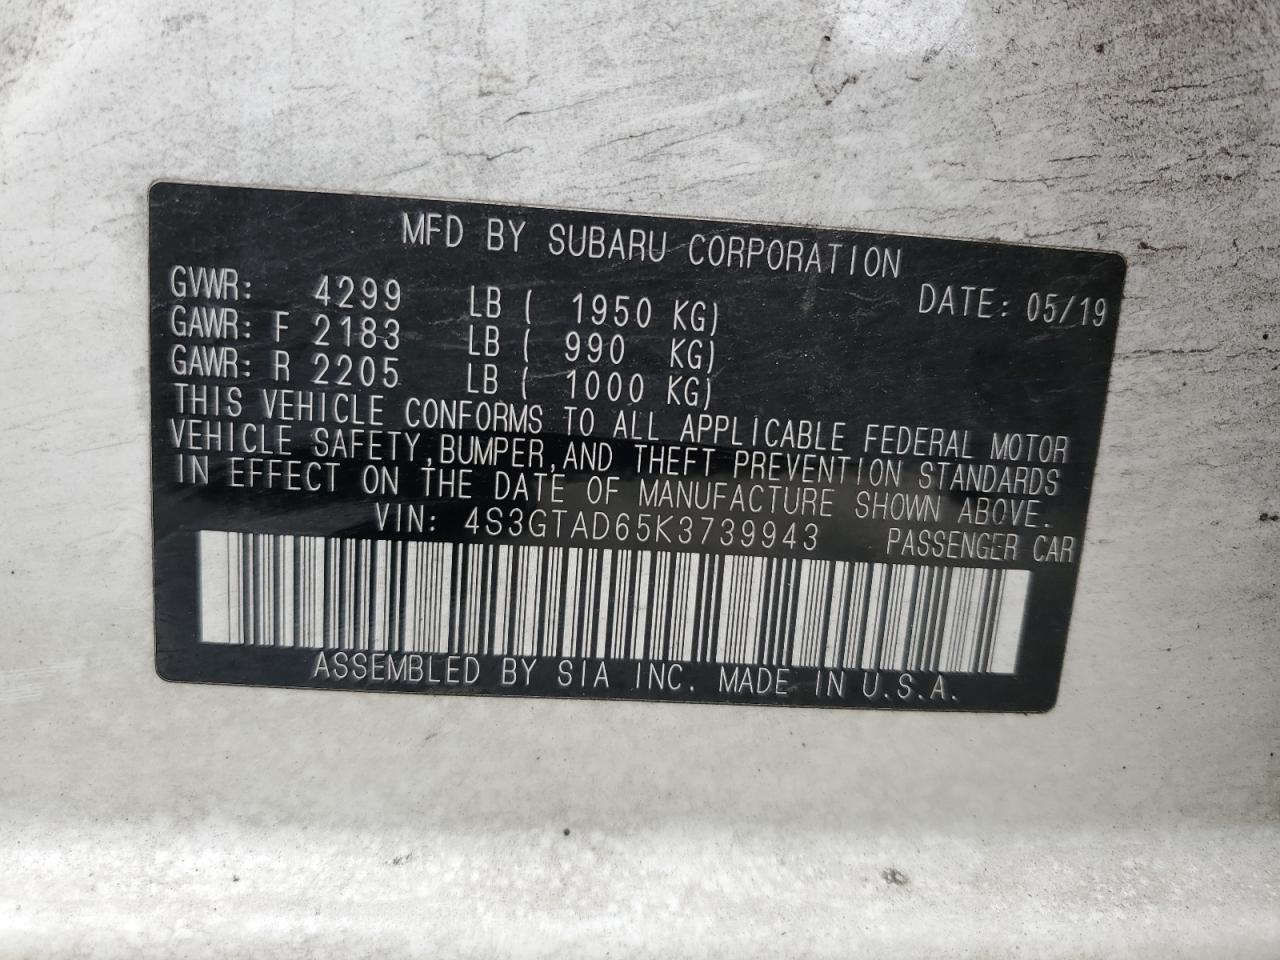 MFD BY SUBARU CORPORATION
DATE: 05/19
GVWR: 4299 LB ( 1950 KG)
GAWR: F 2183 LB ( 990 KG)
GAWR: R 2205 LB ( 1000 KG)
THIS VEHICLE CONFORMS TO ALL APPLICABLE FEDERAL MOTOR
VEHICLE SAFETY,BUMPER,AND THEFT PREVENTION STANDARDS
IN EFFECT ON THE DATE OF MANUFACTURE SHOWN ABOVE.
VIN: 4S3GTAD65K3739943 PASSENGER CAR
ASSEMBLED BY SIA INC. MADE IN U.S.A.